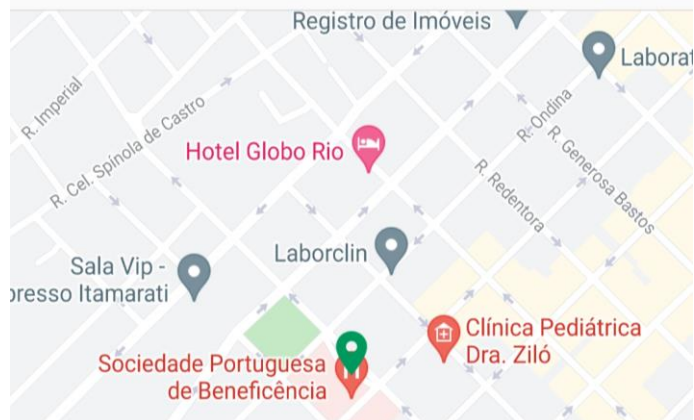 Registro de Imóveis
Laborat
R. Imperial
R. Cel. Spínola de Castro
R. Ondina
R. Generosa Bastos
Hotel Globo Rio
R. Redentora
Laborclin
Sala Vip -
presso Itamarati
Clínica Pediátrica
Dra. Ziló
Sociedade Portuguesa
de Beneficência